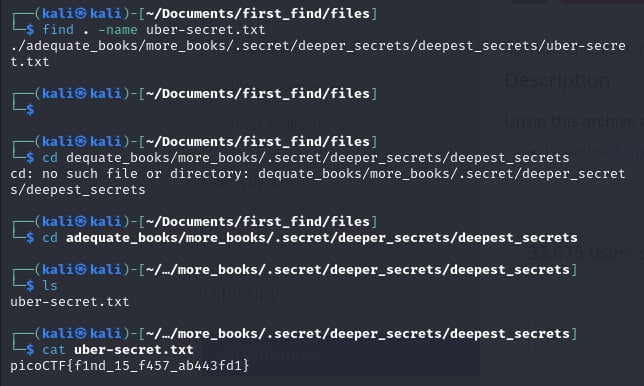 ┌──(kali㉿kali)-[~/Documents/first_find/files]
└─$ find . -name uber-secret.txt
./adequate_books/more_books/.secret/deeper_secrets/deepest_secrets/uber-secre
t.txt
┌──(kali㉿kali)-[~/Documents/first_find/files]
└─$
┌──(kali㉿kali)-[~/Documents/first_find/files]
└─$ cd dequate_books/more_books/.secret/deeper_secrets/deepest_secrets
cd: no such file or directory: dequate_books/more_books/.secret/deeper_secret
s/deepest_secrets
┌──(kali㉿kali)-[~/Documents/first_find/files]
└─$ cd adequate_books/more_books/.secret/deeper_secrets/deepest_secrets
┌──(kali㉿kali)-[~/…/more_books/.secret/deeper_secrets/deepest_secrets]
└─$ ls
uber-secret.txt
┌──(kali㉿kali)-[~/…/more_books/.secret/deeper_secrets/deepest_secrets]
└─$ cat uber-secret.txt
picoCTF{f1nd_15_f457_ab443fd1}
Description
Unzip this archive a
Download zip
Show Assigned
32,675 users s
Difficulty